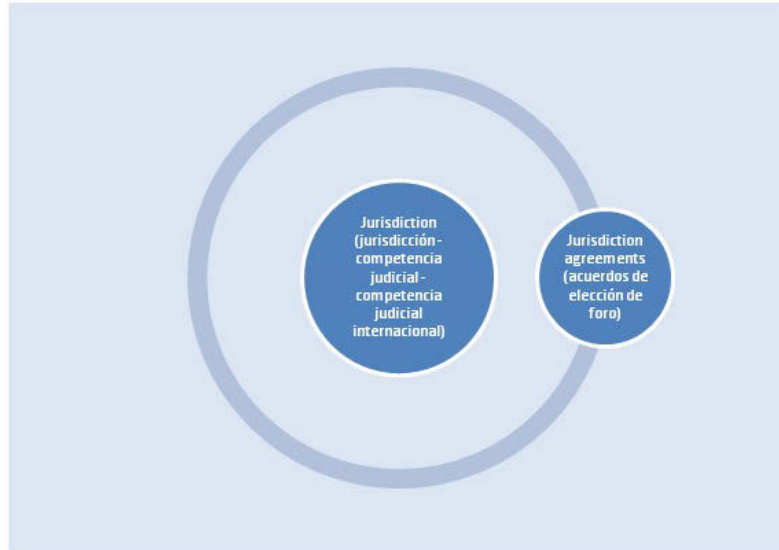 Jurisdiction
(jurisdicción-
competencia
judicial-
competencia
judicial
internacional)
Jurisdiction
agreements
(acuerdos de
elección de
foro)